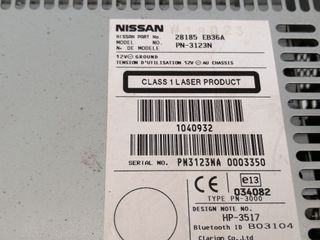 NISSAN
NISSAN PART No. 28185 EB36A
MODEL No. PN-3123N
No DE MODELE
12V⎓GROUND
TENSION D'UTILISATION 12V ⎓ AU CHASSIS
CLASS 1 LASER PRODUCT
1040932
SERIAL NO. PN3123NA 0003350
CE e13
034082
TYPE PN-3000
HP-3517
Bluetooth ID B03104
Clarion Co., Ltd